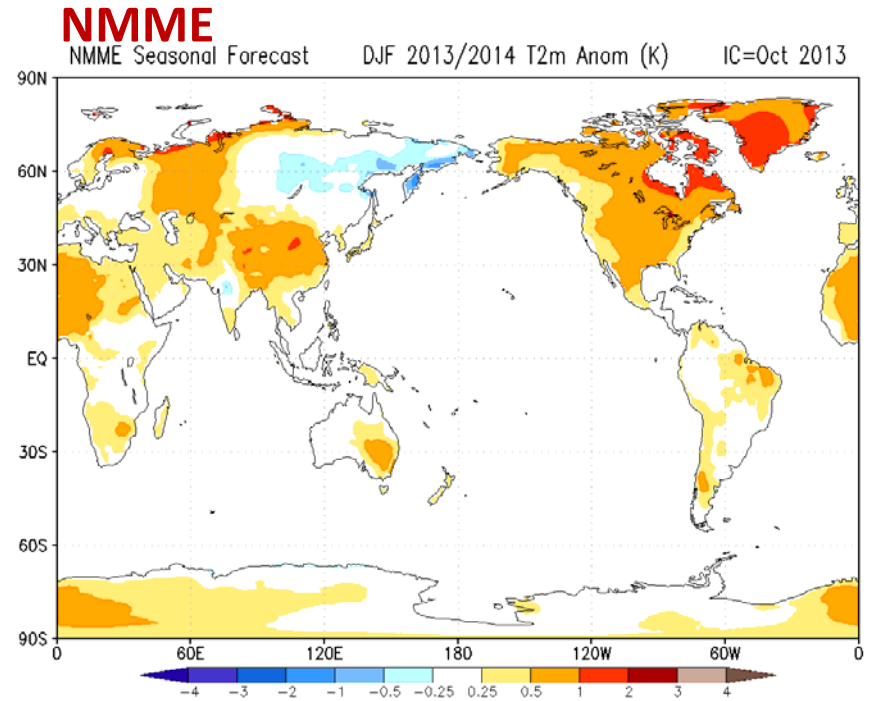 NMME
NMME Seasonal Forecast DJF 2013/2014 T2m Anom (K) IC=Oct 2013
90N
60N
30N
EQ
30S
60S
90S
0 60E 120E 180 120W 60W 0
-4 -3 -2 -1 -0.5 -0.25 0.25 0.5 1 2 3 4